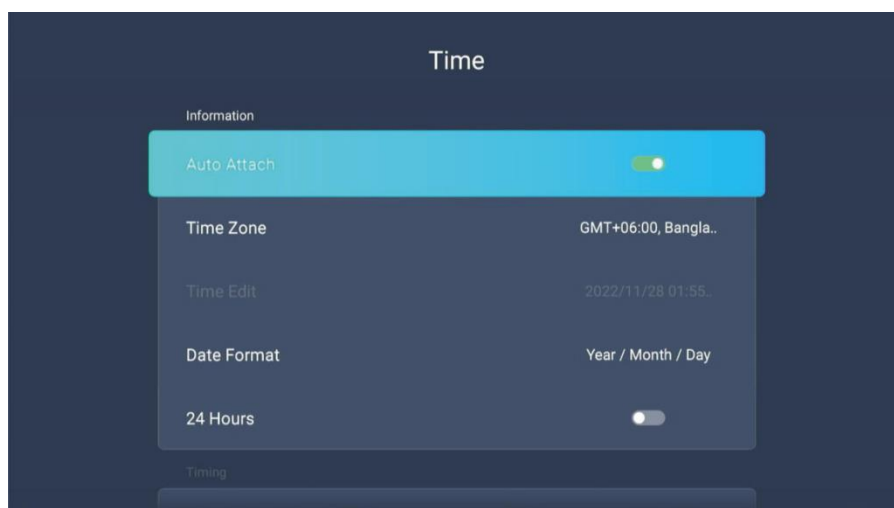 Time
Information
Auto Attach
Time Zone GMT+06:00, Bangla..
Time Edit 2022/11/28 01:55..
Date Format Year / Month / Day
24 Hours
Timing